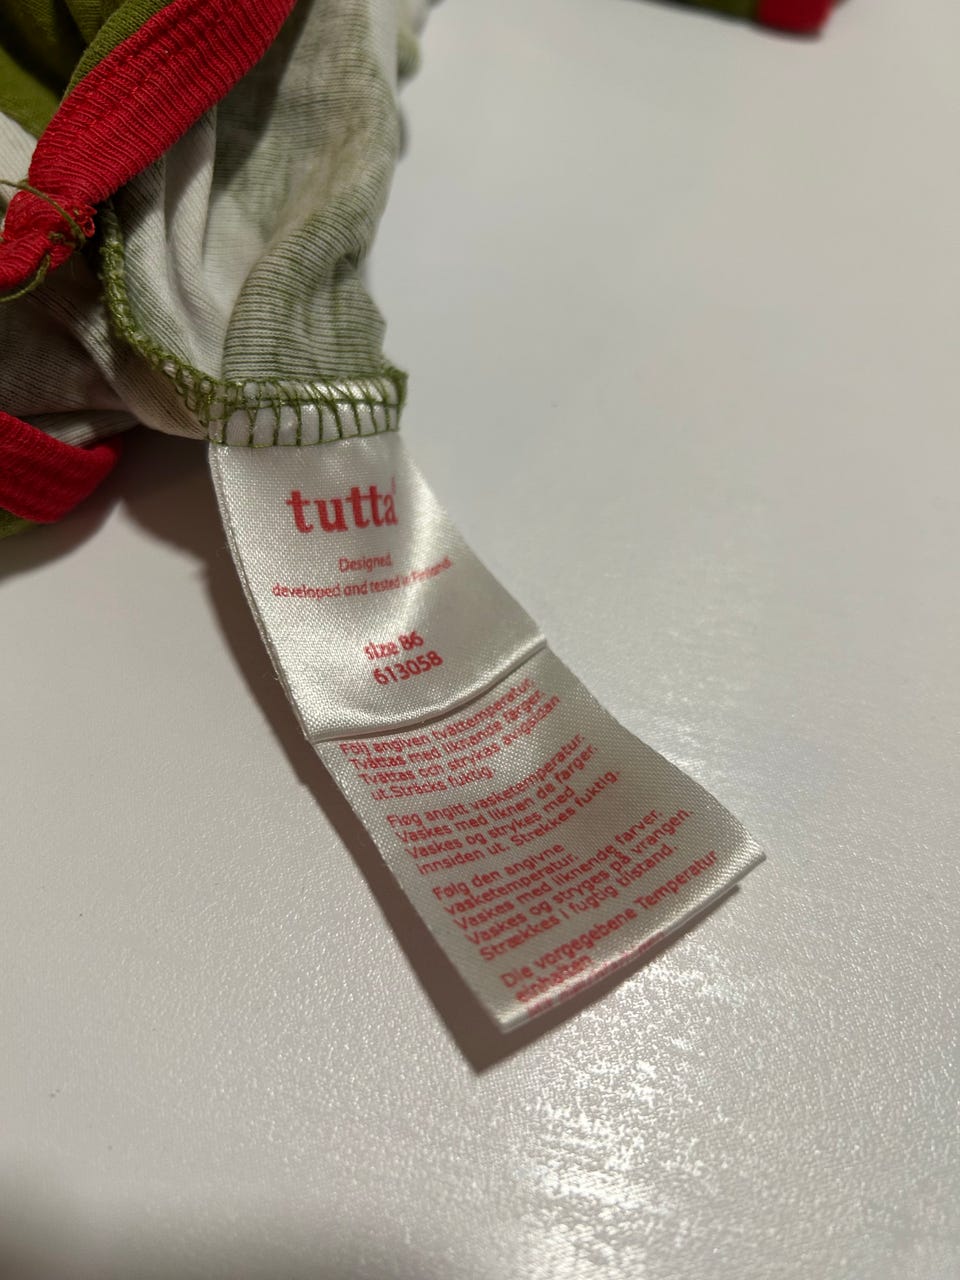 tutta
Designed,
developed and tested in Finland.
size 86
613058
Följ angiven tvättemperatur.
Tvättas med liknande färger.
Tvättas och strykas avigsidan
ut.Sträcks fuktig
Fløg angitt vasketemperatur.
Vaskes med liknen de farger.
Vaskes og strykes med
innsiden ut. Strekkes fuktig.
Følg den angivne
vasketemperatur.
Vaskes med liknende farver.
Vaskes og stryges på vrangen.
Strækkes i fugtig tilstand.
Die vorgegebene Temperatur
einhalten